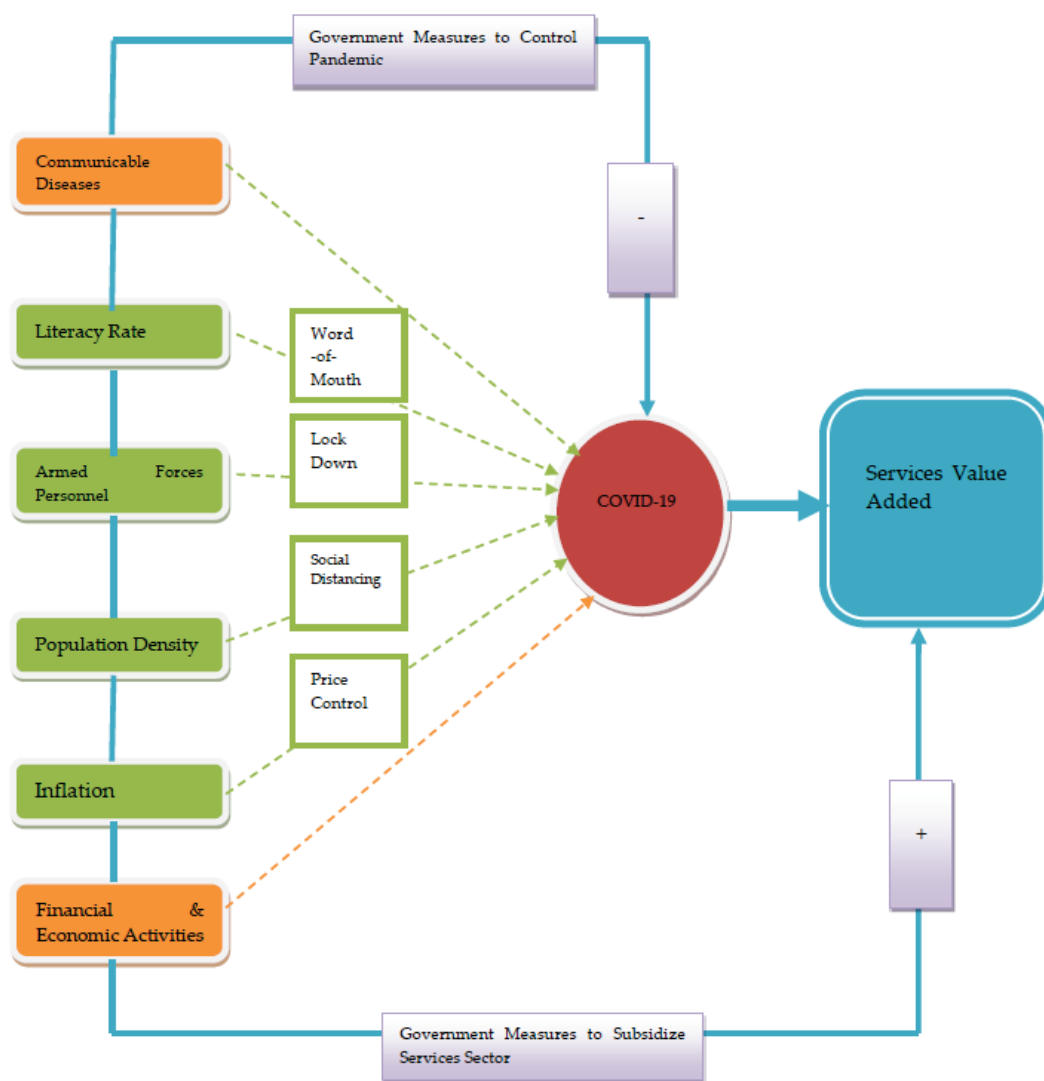 Government Measures to Control
Pandemic
Communicable
Diseases
-
Literacy Rate
Word
-of-
Mouth
Armed Forces
Personnel
Lock
Down
COVID-19
Services Value
Added
Social
Distancing
Population Density
Price
Control
Inflation
+
Financial &
Economic Activities
Government Measures to Subsidize
Services Sector